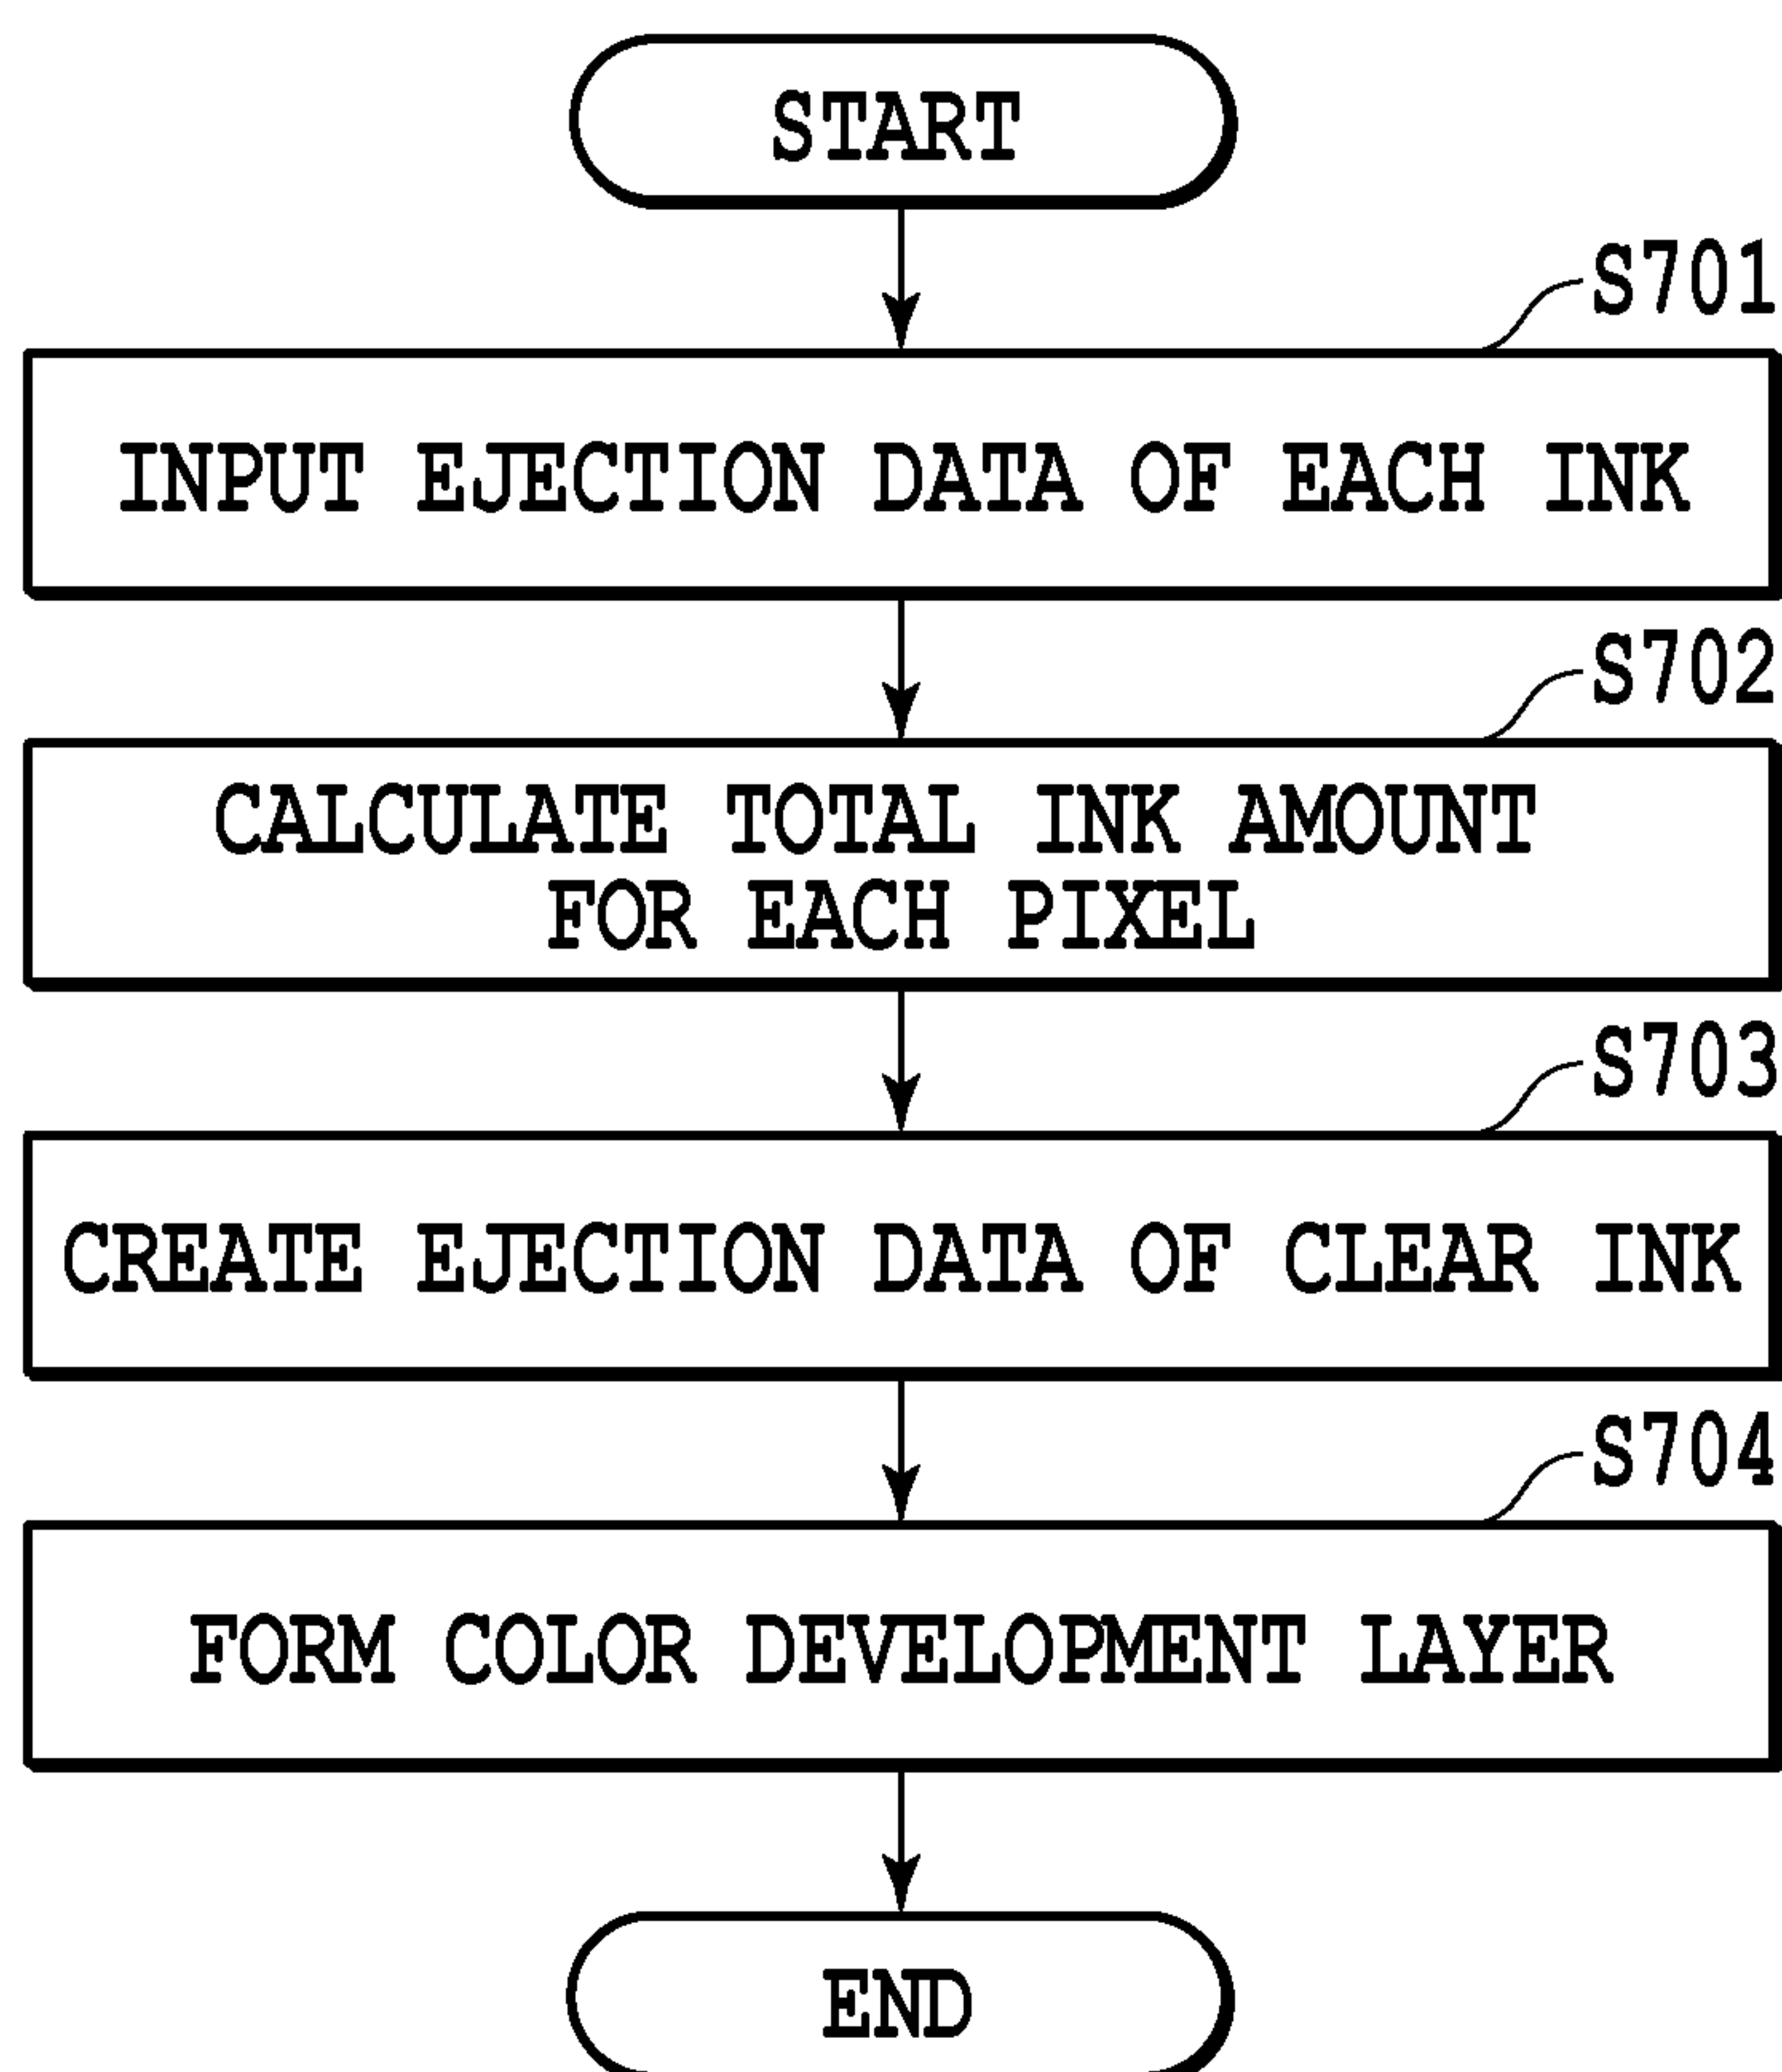 START
S701
INPUT EJECTION DATA OF EACH INK
S702
CALCULATE TOTAL INK AMOUNT
FOR EACH PIXEL
S703
CREATE EJECTION DATA OF CLEAR INK
S704
FORM COLOR DEVELOPMENT LAYER
END